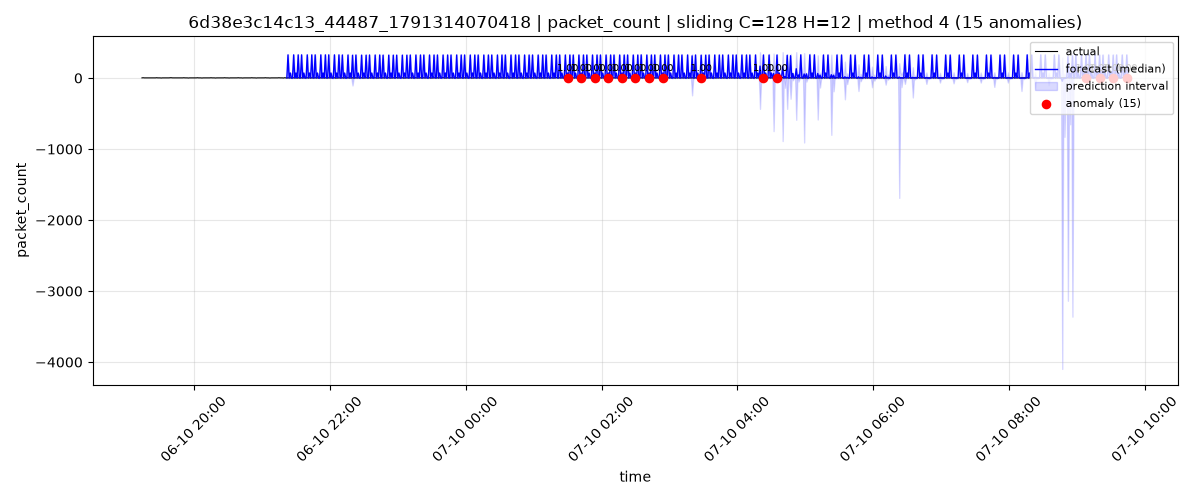 6d38e3c14c13_44487_1791314070418 | packet_count | sliding C=128 H=12 | method 4 (15 anomalies)
actual
forecast (median)
prediction interval
anomaly (15)
packet_count
0
−1000
−2000
−3000
−4000
06-10 20:00
06-10 22:00
07-10 00:00
07-10 02:00
07-10 04:00
07-10 06:00
07-10 08:00
07-10 10:00
time